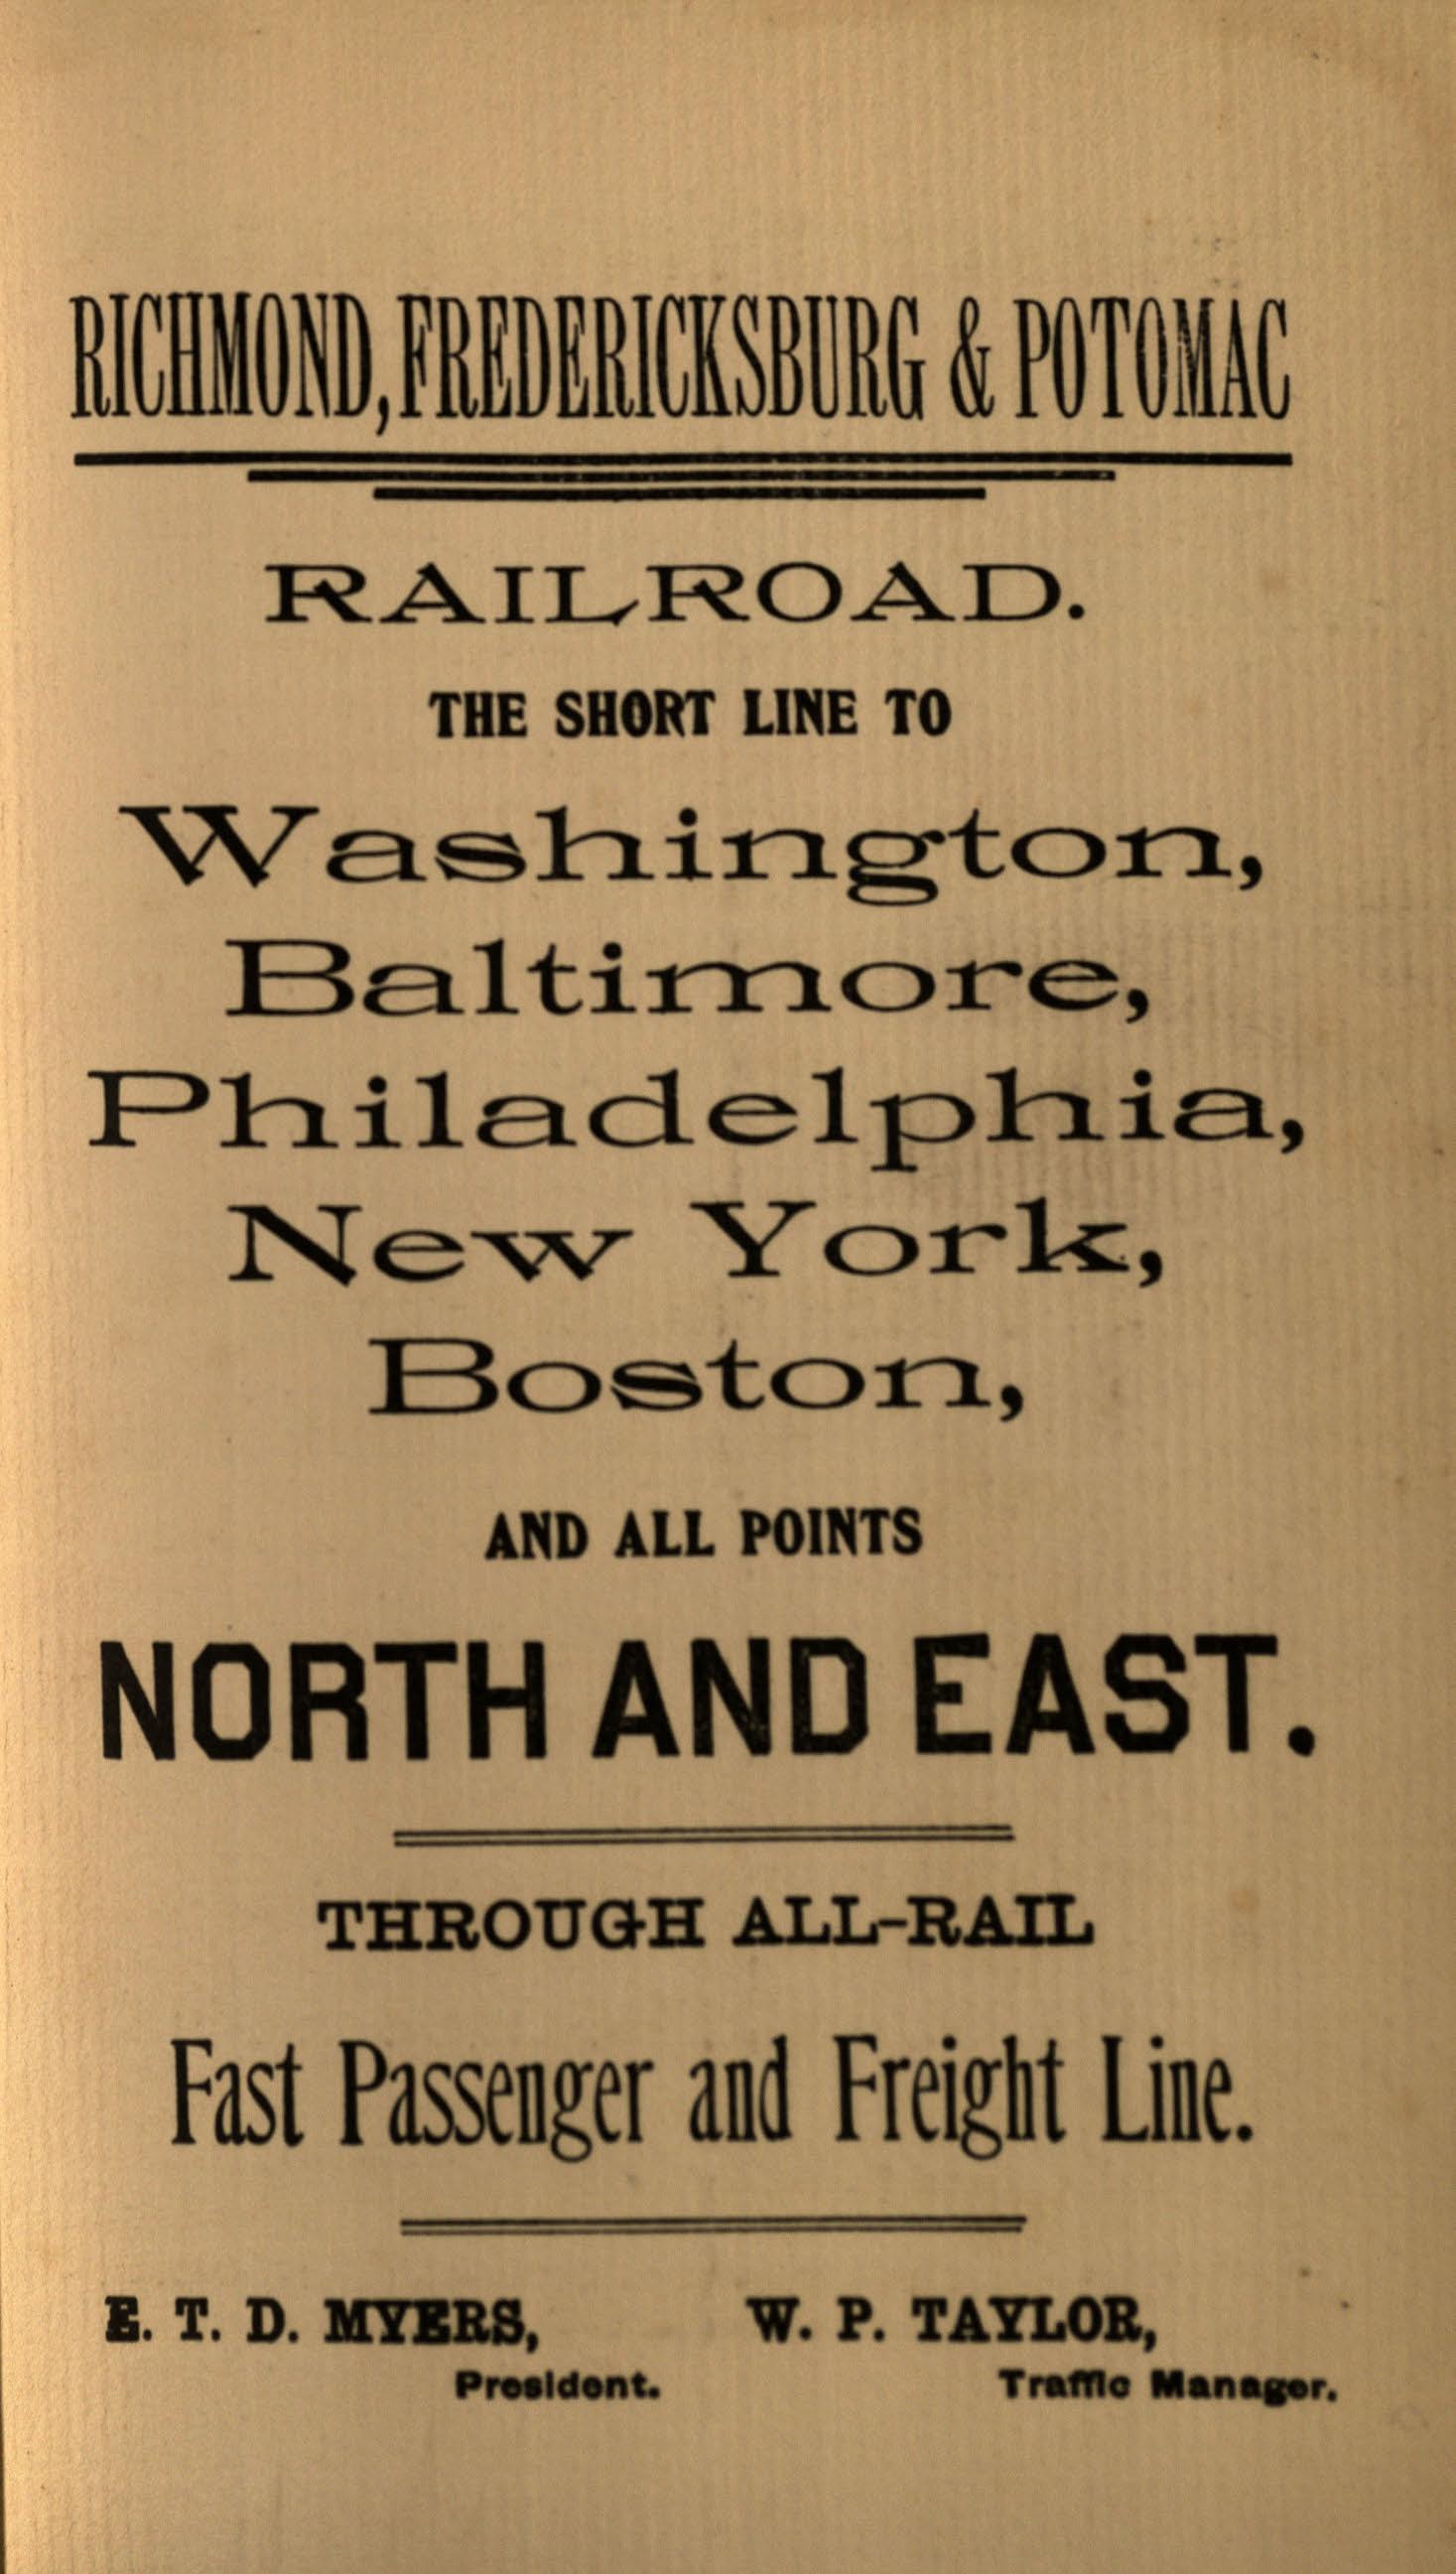 RICHMOND, FREDERICKSBURG & POTOMAC
RAILROAD.
THE SHORT LINE TO
Washington,
Baltimore,
Philadelphia,
New York,
Boston,
AND ALL POINTS
NORTH AND EAST.
THROUGH ALL-RAIL
Fast Passenger and Freight Line.
E. T. D. MYERS, W. P. TAYLOR,
President. Traffic Manager.